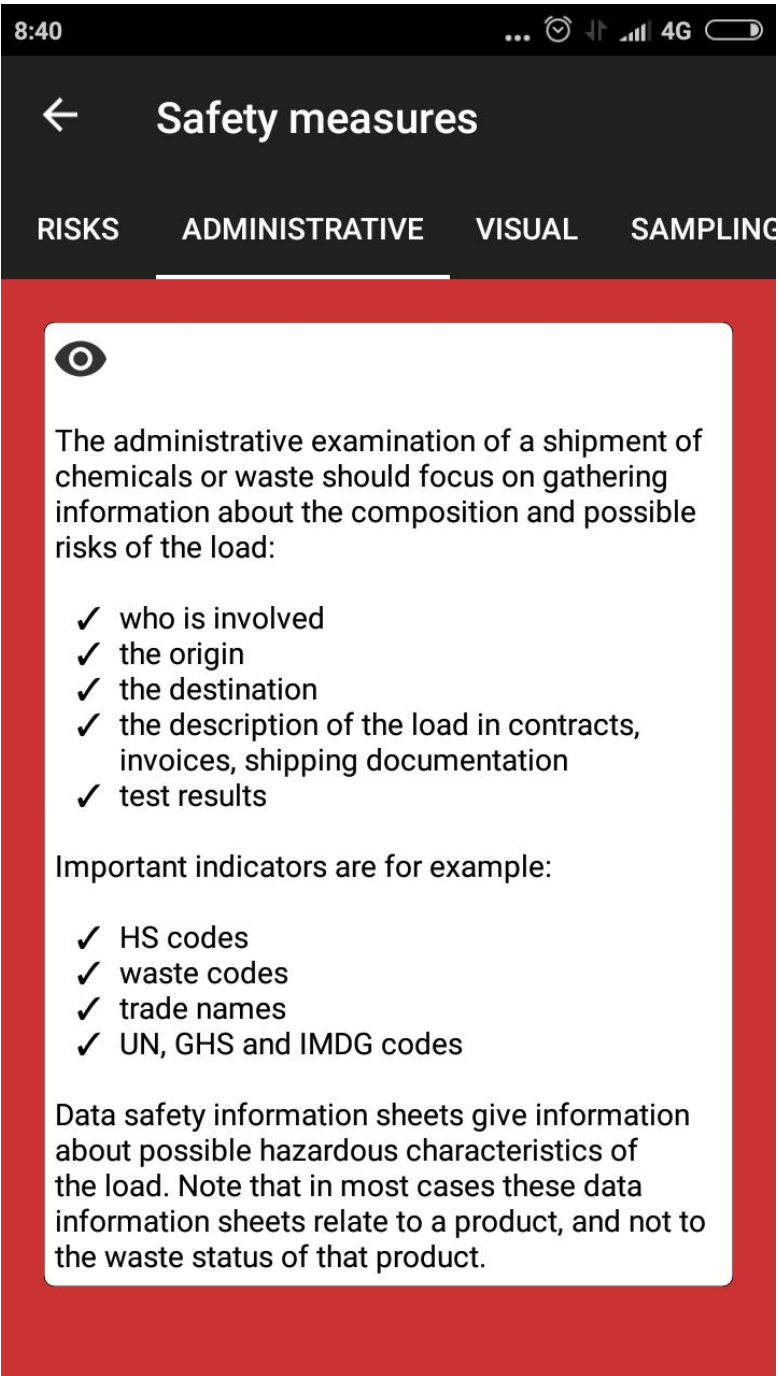 8:40
... 4G
Safety measures
RISKS ADMINISTRATIVE VISUAL SAMPLING
The administrative examination of a shipment of
chemicals or waste should focus on gathering
information about the composition and possible
risks of the load:
✓ who is involved
✓ the origin
✓ the destination
✓ the description of the load in contracts,
invoices, shipping documentation
✓ test results
Important indicators are for example:
✓ HS codes
✓ waste codes
✓ trade names
✓ UN, GHS and IMDG codes
Data safety information sheets give information
about possible hazardous characteristics of
the load. Note that in most cases these data
information sheets relate to a product, and not to
the waste status of that product.